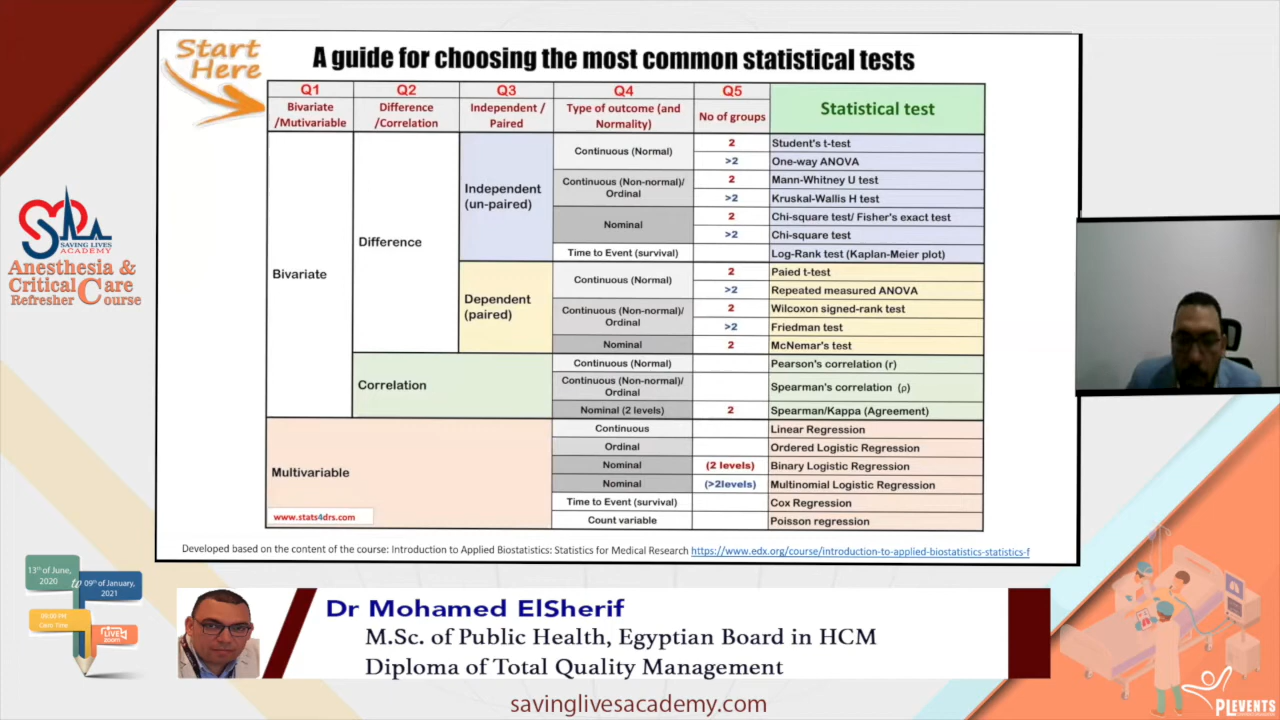 Start
Here
A guide for choosing the most common statistical tests
Q1
Q2
Q3
Q4
Q5
Statistical test
Bivariate
/Mutivariable
Difference
/Correlation
Independent /
Paired
Type of outcome (and
Normality)
No of groups
Bivariate
Difference
Independent
(un-paired)
Continuous (Normal)
2 Student's t-test
>2 One-way ANOVA
Continuous (Non-normal)/
Ordinal
2 Mann-Whitney U test
>2 Kruskal-Wallis H test
Nominal
2 Chi-square test/ Fisher's exact test
>2 Chi-square test
Time to Event (survival) Log-Rank test (Kaplan-Meier plot)
Dependent
(paired)
Continuous (Normal)
2 Paied t-test
>2 Repeated measured ANOVA
Continuous (Non-normal)/
Ordinal
2 Wilcoxon signed-rank test
>2 Friedman test
Nominal 2 McNemar's test
Correlation
Continuous (Normal) Pearson's correlation (r)
Continuous (Non-normal)/
Ordinal
Spearman's correlation (ρ)
Nominal (2 levels) 2 Spearman/Kappa (Agreement)
Multivariable
Continuous Linear Regression
Ordinal Ordered Logistic Regression
Nominal (2 levels) Binary Logistic Regression
Nominal (>2levels) Multinomial Logistic Regression
Time to Event (survival) Cox Regression
Count variable Poisson regression
www.stats4drs.com
Developed based on the content of the course: Introduction to Applied Biostatistics: Statistics for Medical Research https://www.edx.org/course/introduction-to-applied-biostatistics-statistics-f
SAVING LIVES
ACADEMY
Anesthesia &
Critical Care
Refresher Course
13th of June,
2020
to
09th of January,
2021
09:00 PM
Cairo Time
LIVE
zoom
Dr Mohamed ElSherif
M.Sc. of Public Health, Egyptian Board in HCM
Diploma of Total Quality Management
savinglivesacademy.com
PLEVENTS